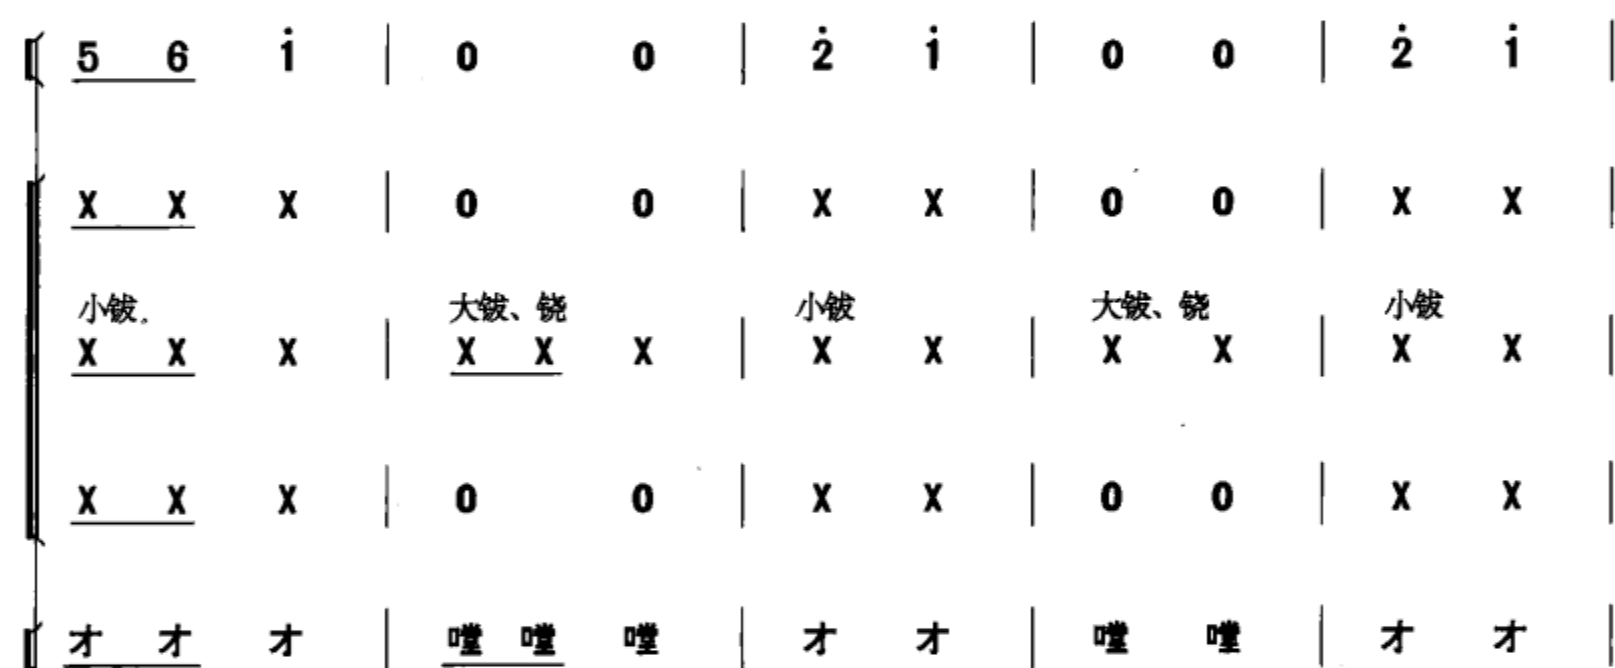 5 6 i̇ | 0 0 | 2̇ i̇ | 0 0 | 2̇ i̇ |
X X X | 0 0 | X X | 0 0 | X X |
小钹. 大钹、铙 小钹 大钹、铙 小钹
X X X | X X X | X X | X X | X X |
X X X | 0 0 | X X | 0 0 | X X |
才 才 才 | 嘡 嘡 嘡 | 才 才 | 嘡 嘡 | 才 才 |